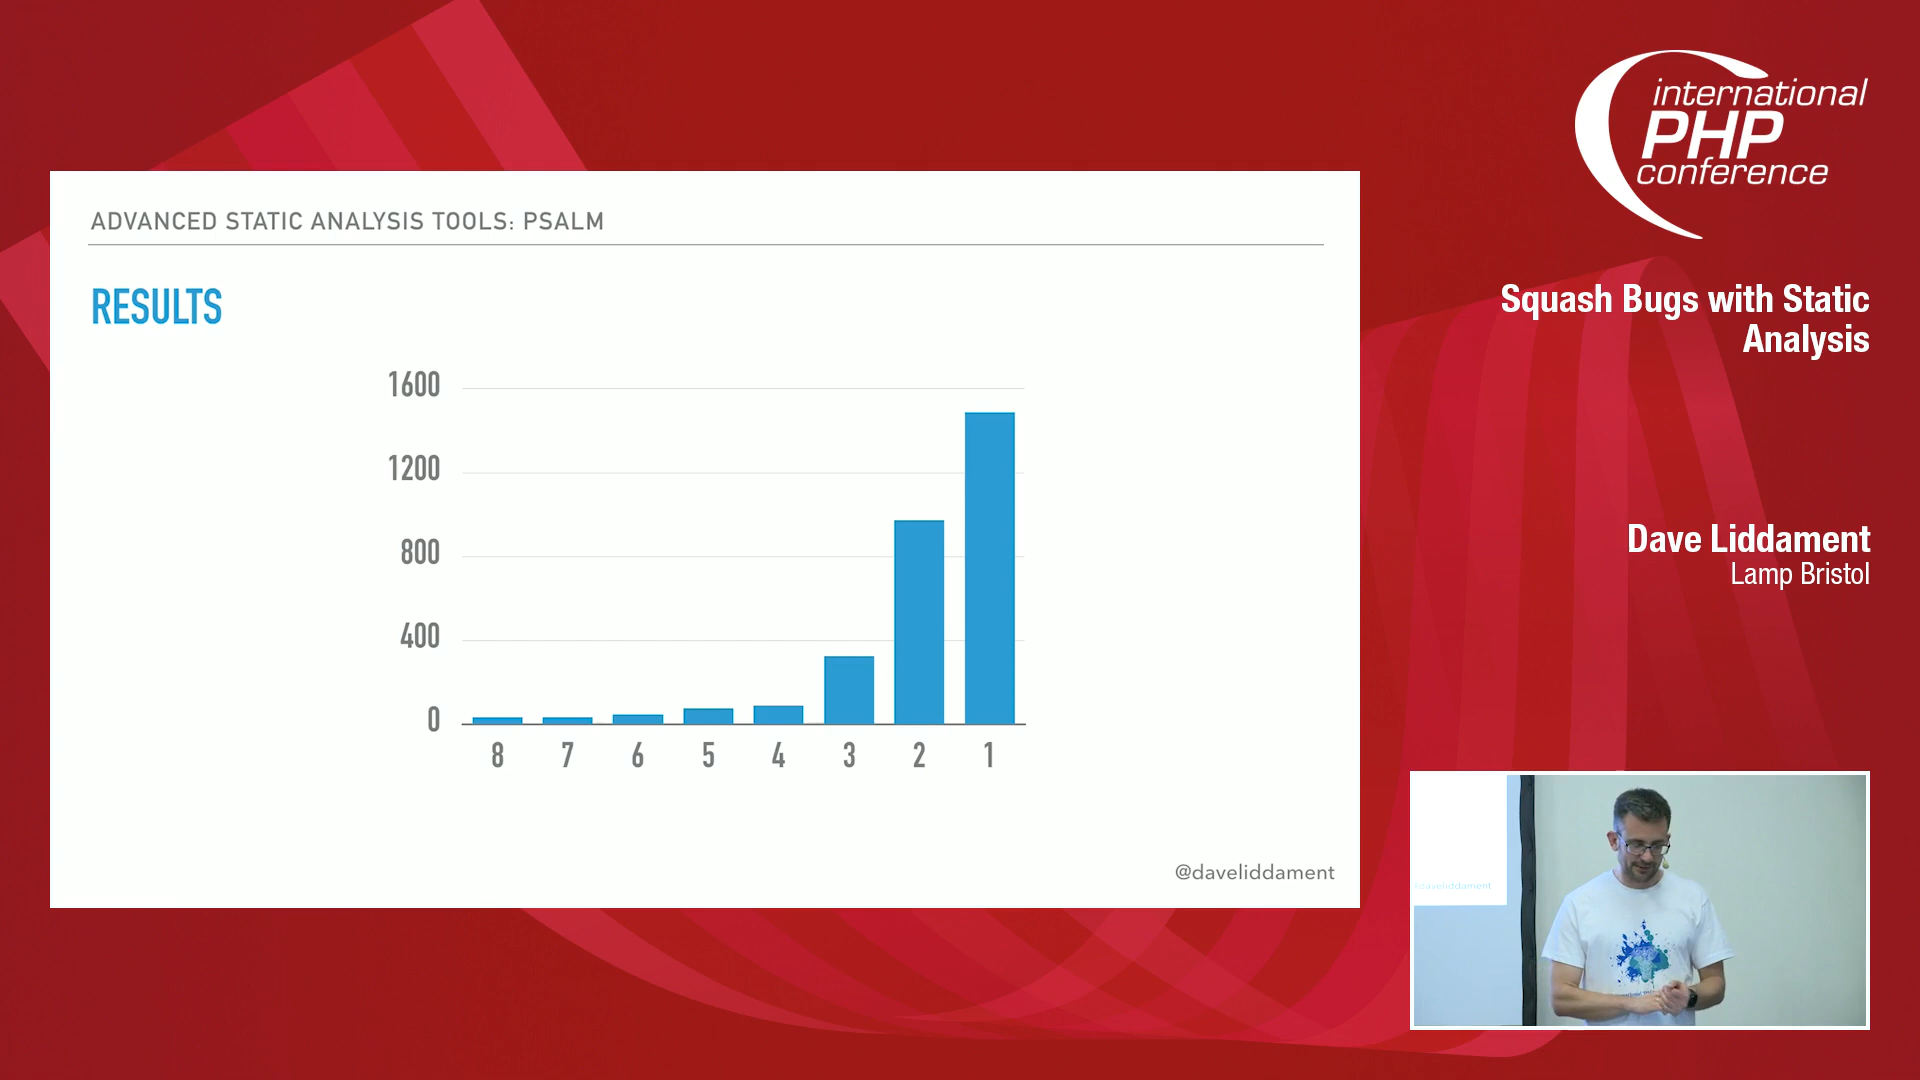 ADVANCED STATIC ANALYSIS TOOLS: PSALM
RESULTS
1600
1200
800
400
0
8 7 6 5 4 3 2 1
@daveliddament
international
PHP
conference
Squash Bugs with Static
Analysis
Dave Liddament
Lamp Bristol
daveliddament